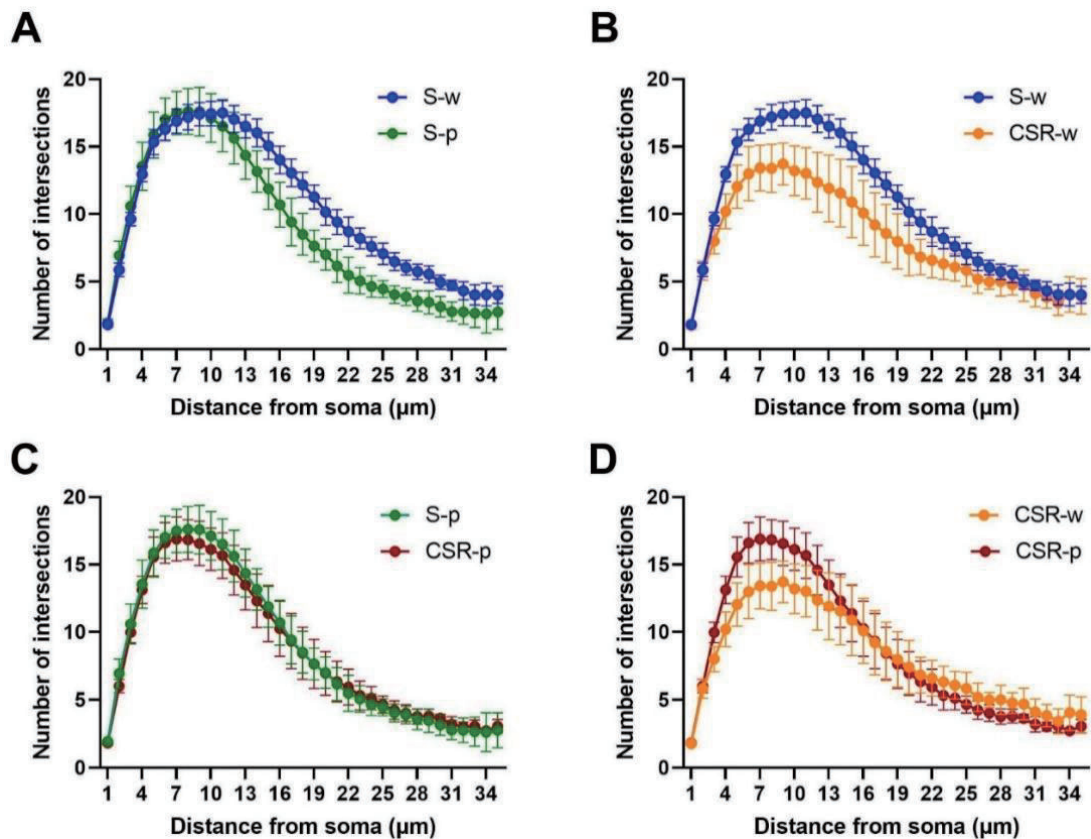 A
Number of intersections
20
15
10
5
0
S-w
S-p
1 4 7 10 13 16 19 22 25 28 31 34
Distance from soma (µm)
B
Number of intersections
20
15
10
5
0
S-w
CSR-w
1 4 7 10 13 16 19 22 25 28 31 34
Distance from soma (µm)
C
Number of intersections
20
15
10
5
0
S-p
CSR-p
1 4 7 10 13 16 19 22 25 28 31 34
Distance from soma (µm)
D
Number of intersections
20
15
10
5
0
CSR-w
CSR-p
1 4 7 10 13 16 19 22 25 28 31 34
Distance from soma (µm)